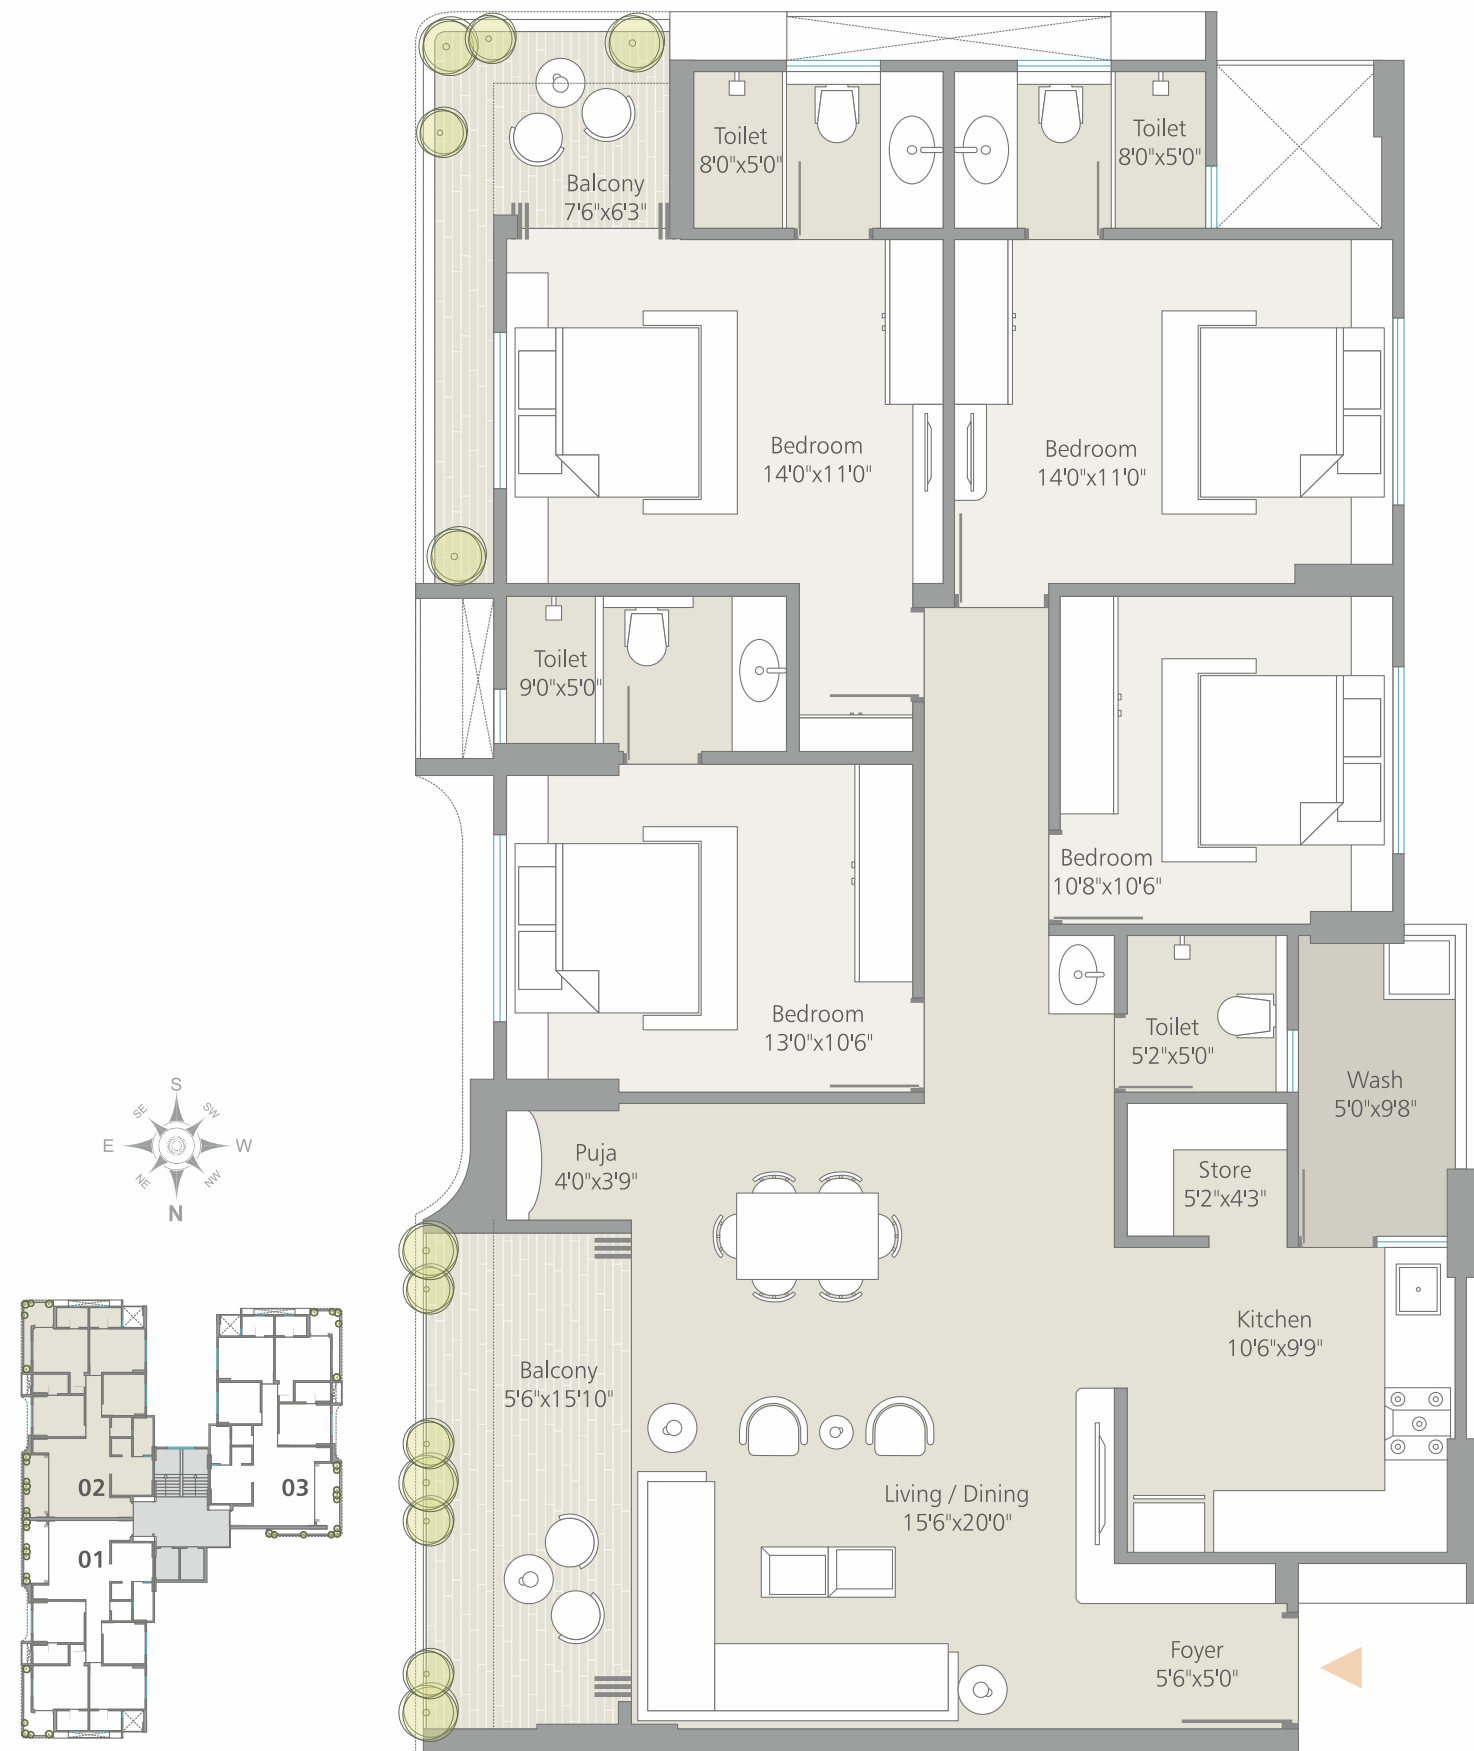 Toilet
8'0"x5'0"
Toilet
8'0"x5'0"
Balcony
7'6"x6'3"
Bedroom
14'0"x11'0"
Bedroom
14'0"x11'0"
Toilet
9'0"x5'0"
Bedroom
10'8"x10'6"
Bedroom
13'0"x10'6"
Toilet
5'2"x5'0"
Wash
5'0"x9'8"
S
SE
SW
E
W
NE
NW
N
Puja
4'0"x3'9"
Store
5'2"x4'3"
Kitchen
10'6"x9'9"
Balcony
5'6"x15'10"
Living / Dining
15'6"x20'0"
02
03
01
Foyer
5'6"x5'0"